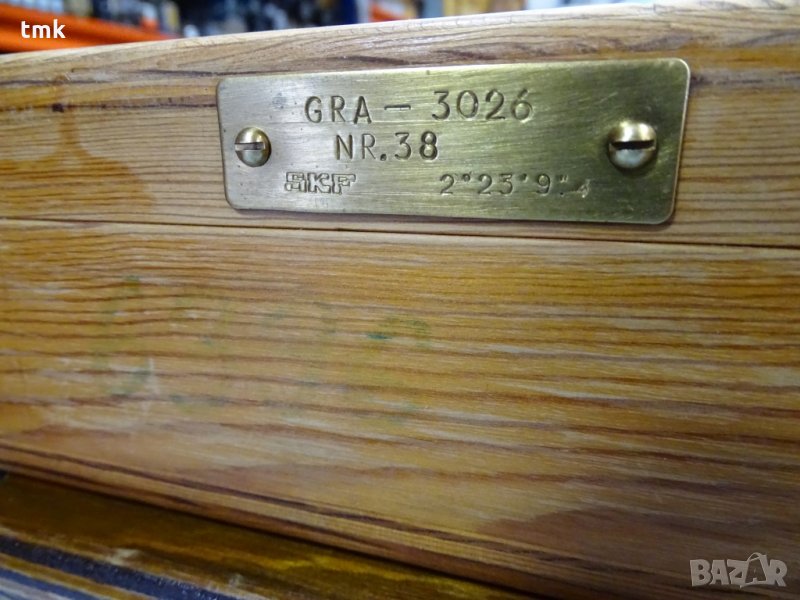 tmk
GRA - 3026
NR.38
SKF 2°23'9".4
BAZAR